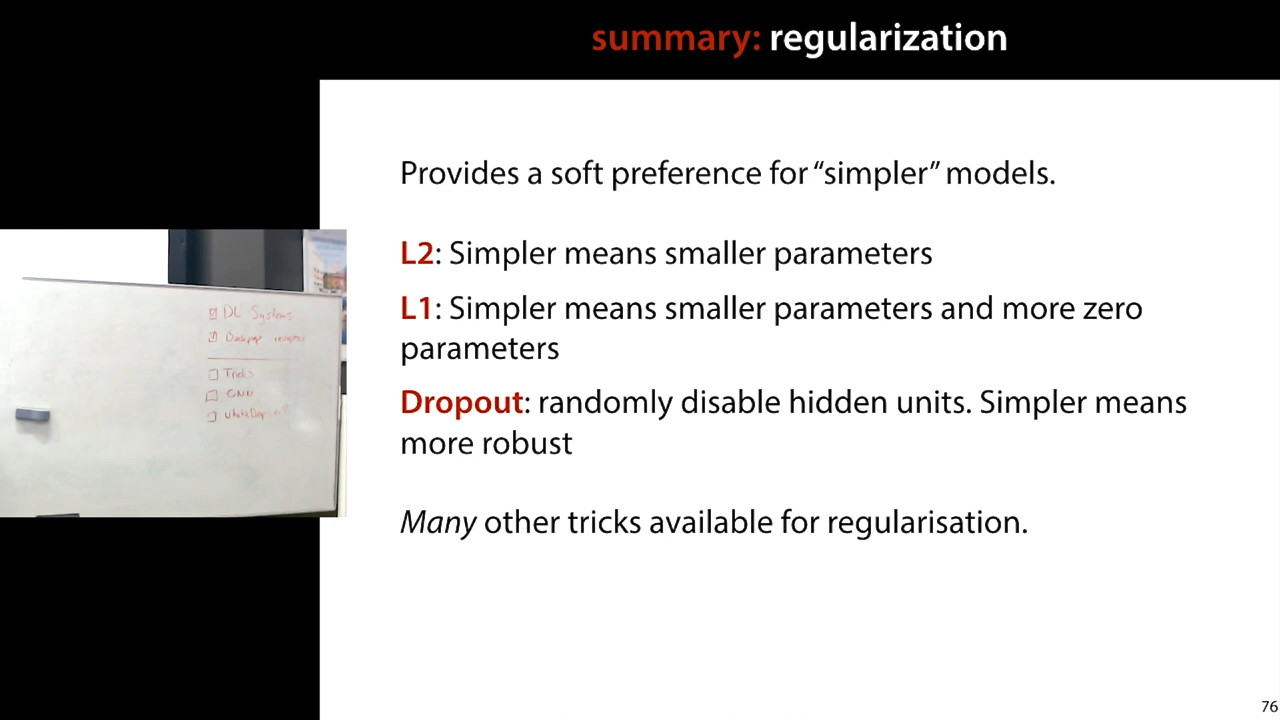 summary: regularization
Provides a soft preference for “simpler” models.
L2: Simpler means smaller parameters
L1: Simpler means smaller parameters and more zero
parameters
Dropout: randomly disable hidden units. Simpler means
more robust
Many other tricks available for regularisation.
76
DL Systems
Tricks